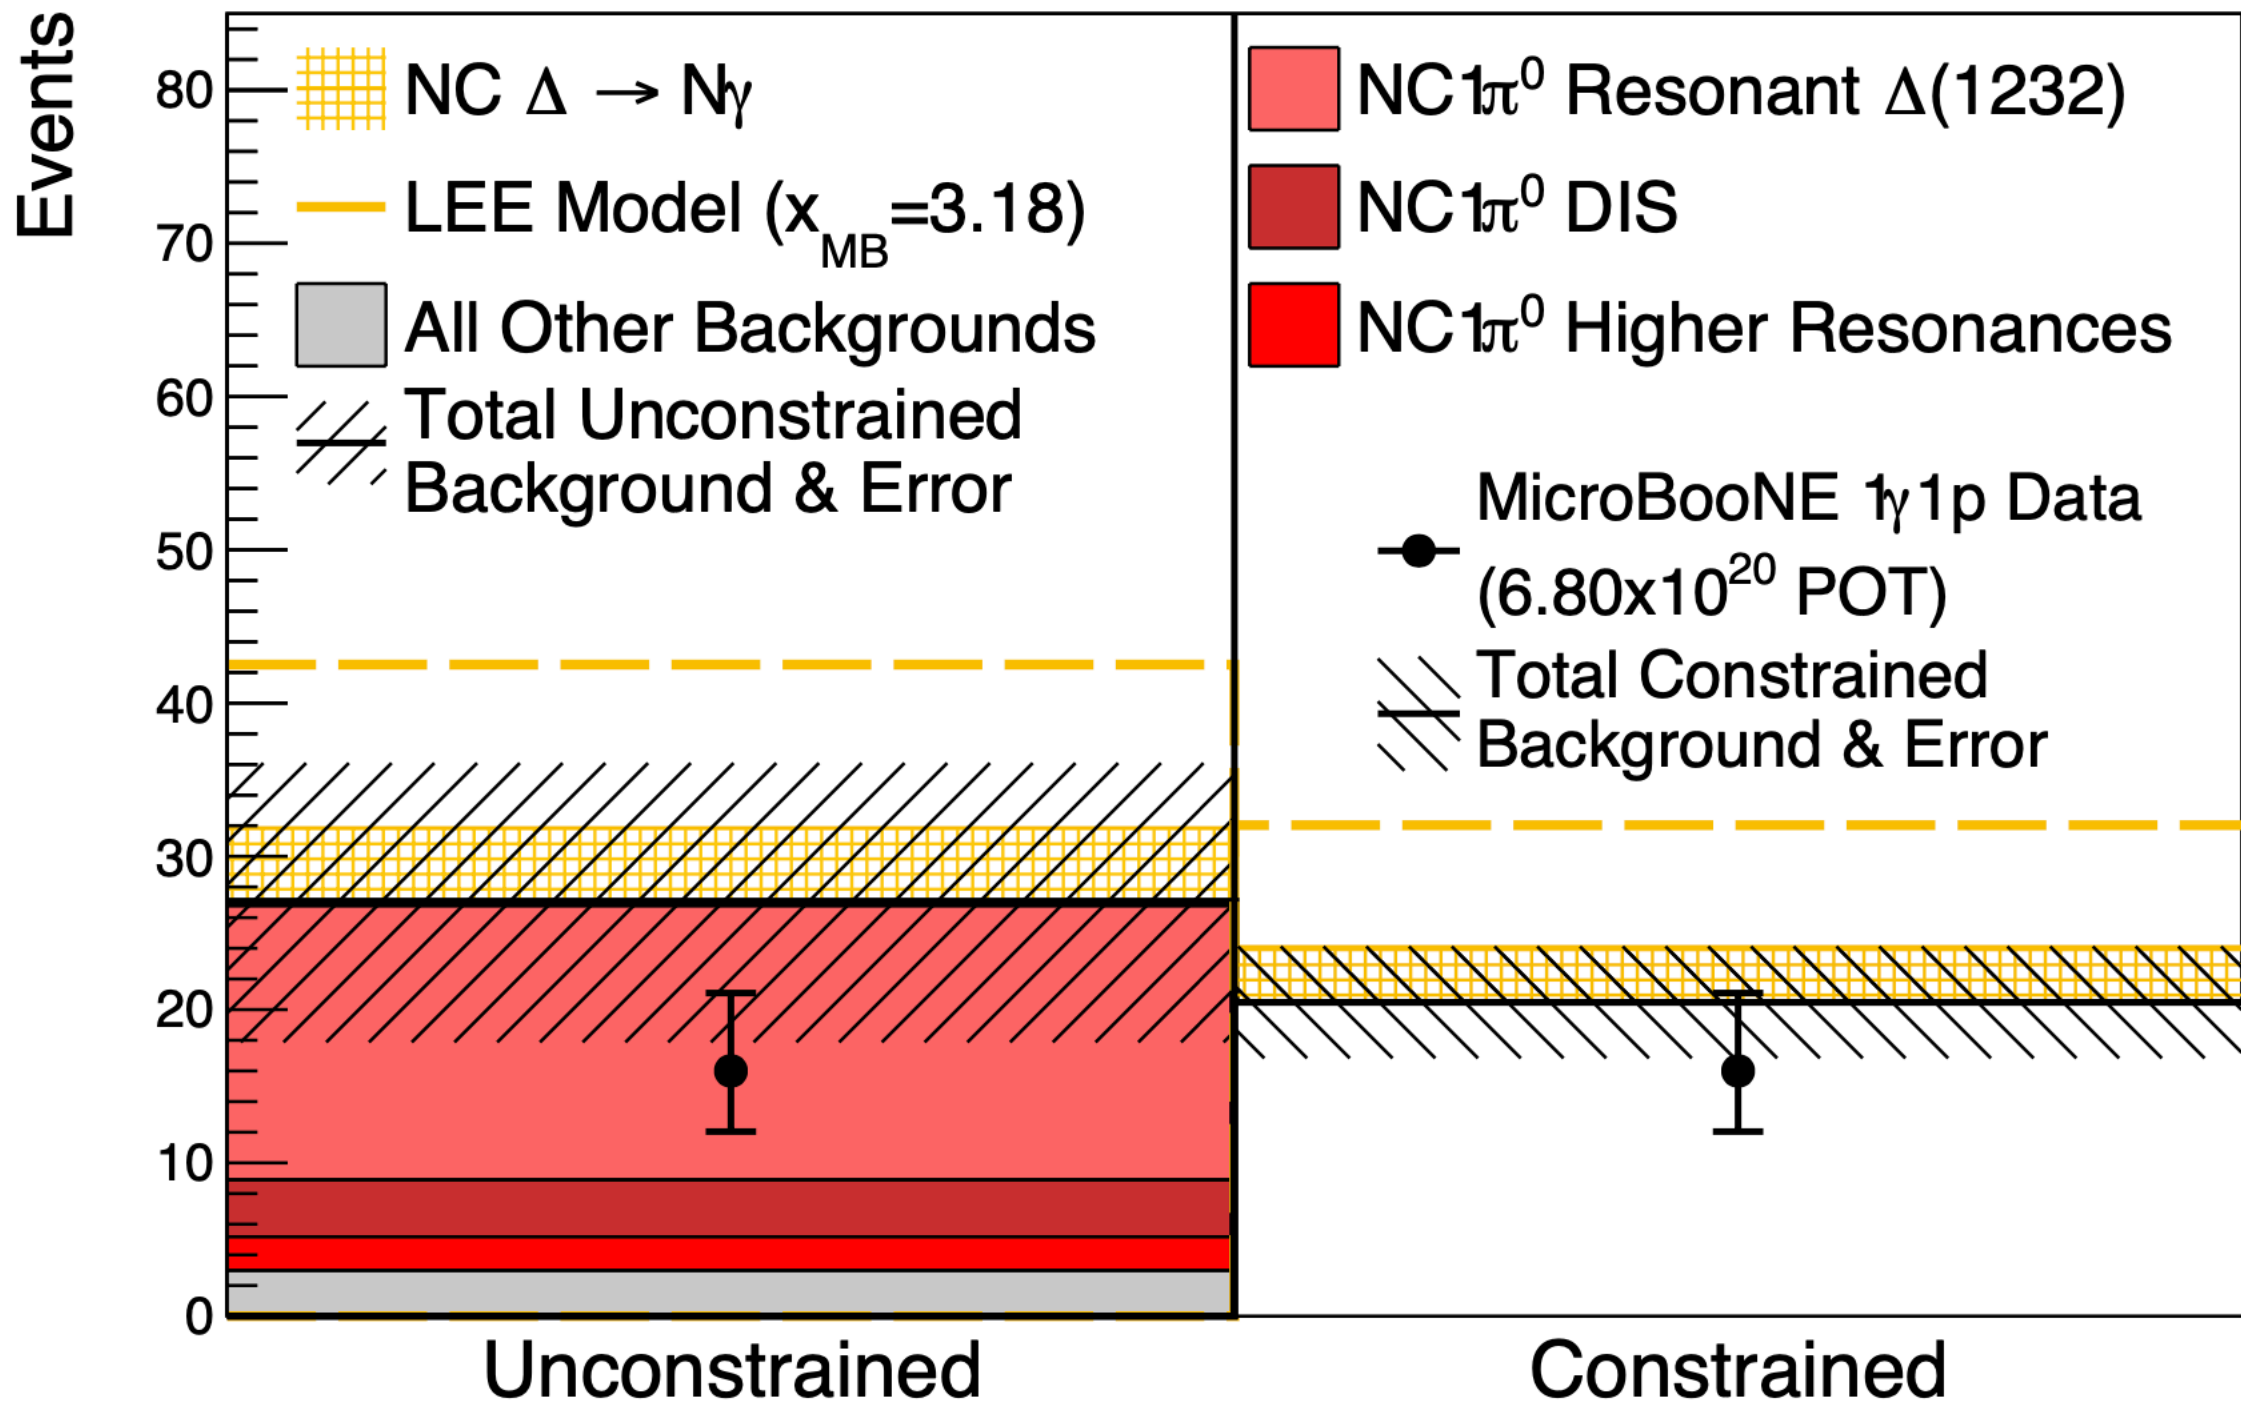 Events
80
70
60
50
40
30
20
10
0
NC Δ → Nγ
LEE Model (x_MB=3.18)
All Other Backgrounds
Total Unconstrained
Background & Error
NC1π⁰ Resonant Δ(1232)
NC1π⁰ DIS
NC1π⁰ Higher Resonances
MicroBooNE 1γ1p Data
(6.80x10²⁰ POT)
Total Constrained
Background & Error
Unconstrained
Constrained